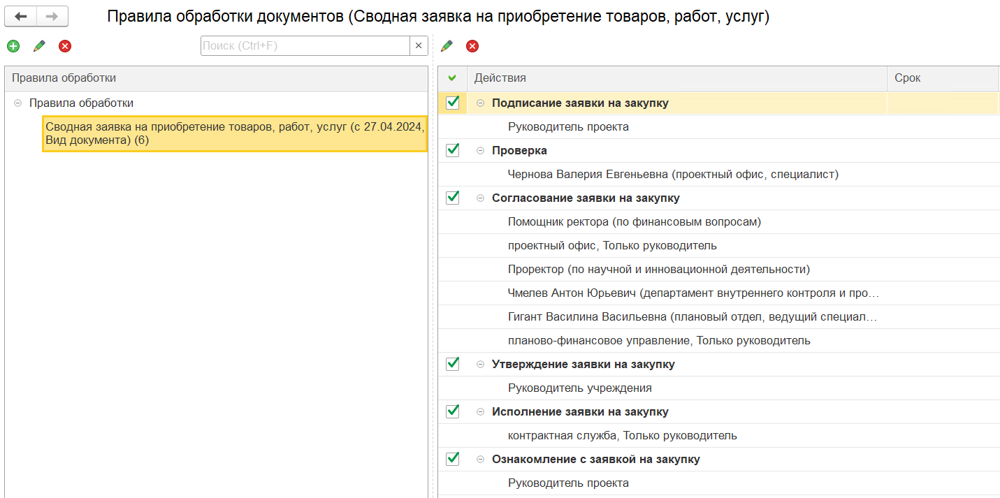 Правила обработки документов (Сводная заявка на приобретение товаров, работ, услуг)
Поиск (Ctrl+F)
Правила обработки
Правила обработки
Сводная заявка на приобретение товаров, работ, услуг (с 27.04.2024,
Вид документа) (6)
Действия
Срок
Подписание заявки на закупку
Руководитель проекта
Проверка
Чернова Валерия Евгеньевна (проектный офис, специалист)
Согласование заявки на закупку
Помощник ректора (по финансовым вопросам)
проектный офис, Только руководитель
Проректор (по научной и инновационной деятельности)
Чмелев Антон Юрьевич (департамент внутреннего контроля и про…
Гигант Василина Васильевна (плановый отдел, ведущий специал…
планово-финансовое управление, Только руководитель
Утверждение заявки на закупку
Руководитель учреждения
Исполнение заявки на закупку
контрактная служба, Только руководитель
Ознакомление с заявкой на закупку
Руководитель проекта